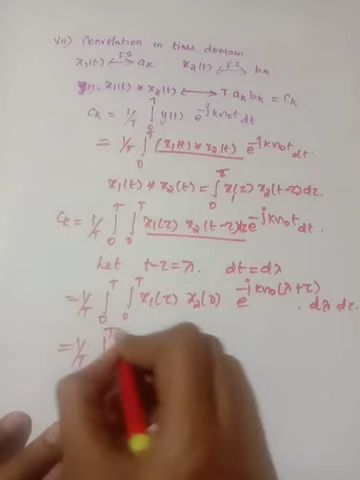 VII) Convolution in time domain
x₁(t) ←FS→ aₖ   x₂(t) ←FS→ bₖ
y(t) = x₁(t) * x₂(t) ←→ T aₖ bₖ = Cₖ
Cₖ = 1/T ∫₀ᵀ y(t) e^{-jkω₀t} dt
= 1/T ∫₀ᵀ (x₁(t) * x₂(t)) e^{-jkω₀t} dt.
x₁(t) * x₂(t) = ∫₀ᵀ x₁(τ) x₂(t-τ) dτ.
Cₖ = 1/T ∫₀ᵀ ∫₀ᵀ x₁(τ) x₂(t-τ) e^{-jkω₀t} dt.
Let t-τ = λ. dt = dλ
= 1/T ∫₀ᵀ ∫₀ᵀ x₁(τ) x₂(λ) e^{-jkω₀(λ+τ)} . dλ dτ
= 1/T ∫ᵀ